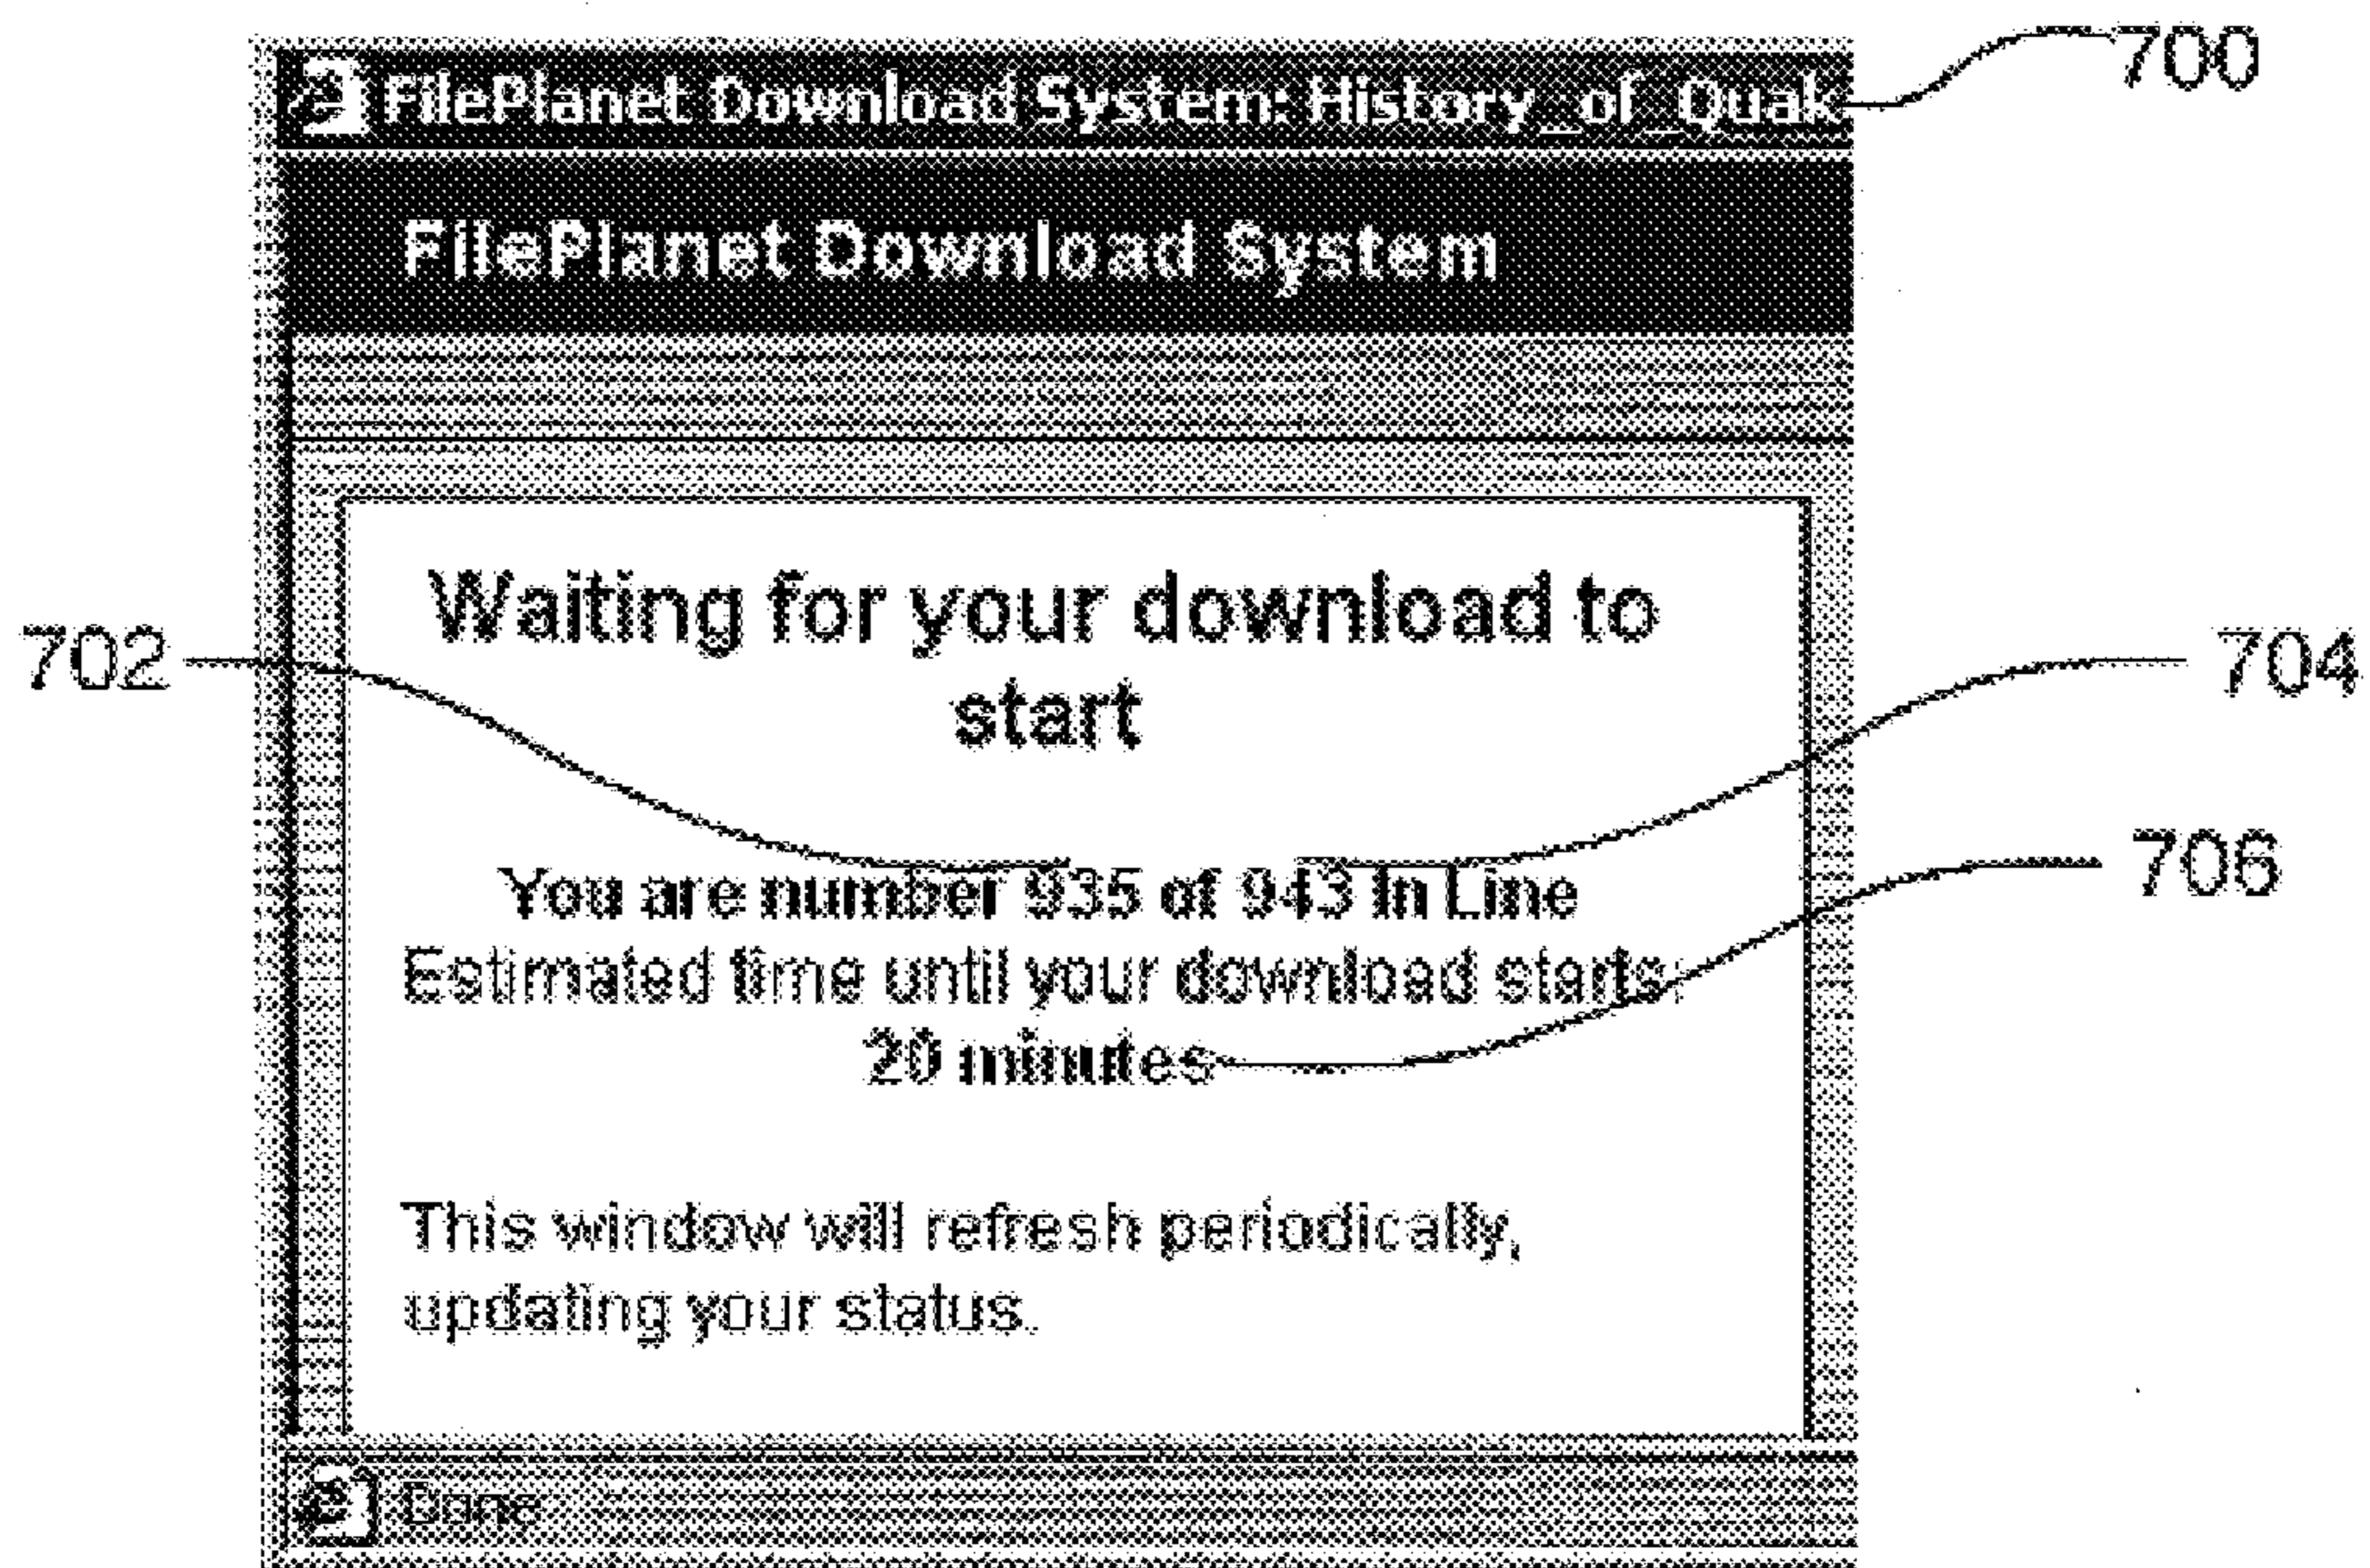 700
FilePlanet Download System: History_of_Quak
FilePlanet Download System
Waiting for your download to
start
702
704
You are number 935 of 943 In Line
706
Estimated time until your download starts:
20 minutes
This window will refresh periodically,
updating your status.
Done